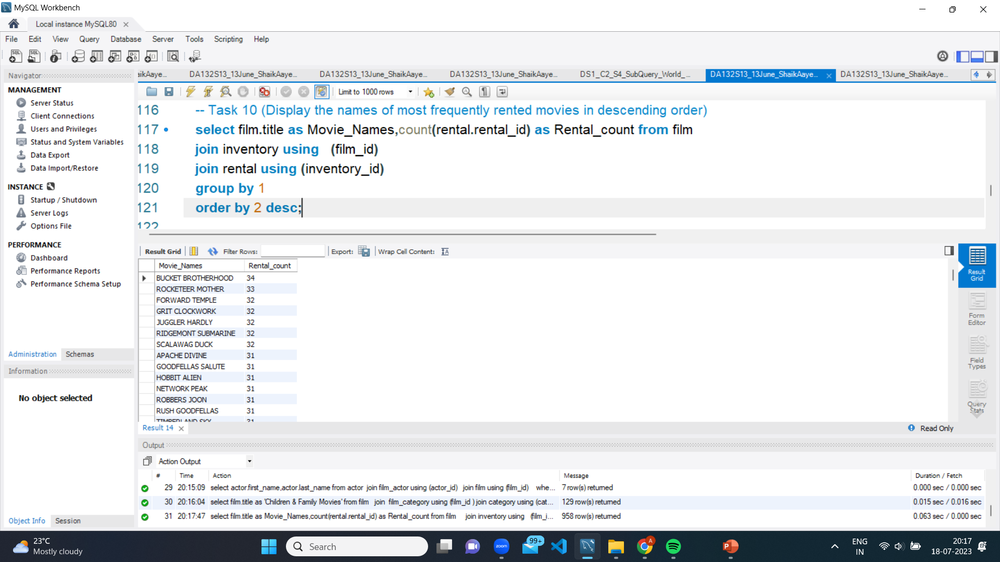 MySQL Workbench
Local instance MySQL80
File Edit View Query Database Server Tools Scripting Help
Navigator
MANAGEMENT
Server Status
Client Connections
Users and Privileges
Status and System Variables
Data Export
Data Import/Restore
INSTANCE
Startup / Shutdown
Server Logs
Options File
PERFORMANCE
Dashboard
Performance Reports
Performance Schema Setup
Administration Schemas
Information
No object selected
Object Info Session
aikAaye... DA132S13_13June_ShaikAaye... DA132S13_13June_ShaikAaye... DA132S13_13June_ShaikAaye... DS1_C2_S4_SubQuery_World_... DA132S13_13June_ShaikAaye... DA132S13_13June_ShaikAaye...
Limit to 1000 rows
116 -- Task 10 (Display the names of most frequently rented movies in descending order)
117 select film.title as Movie_Names,count(rental.rental_id) as Rental_count from film
118 join inventory using (film_id)
119 join rental using (inventory_id)
120 group by 1
121 order by 2 desc;
122
Result Grid Filter Rows: Export: Wrap Cell Content:
Movie_Names Rental_count
BUCKET BROTHERHOOD 34
ROCKETEER MOTHER 33
FORWARD TEMPLE 32
GRIT CLOCKWORK 32
JUGGLER HARDLY 32
RIDGEMONT SUBMARINE 32
SCALAWAG DUCK 32
APACHE DIVINE 31
GOODFELLAS SALUTE 31
HOBBIT ALIEN 31
NETWORK PEAK 31
ROBBERS JOON 31
RUSH GOODFELLAS 31
TIMBERLAND SKY 31
Result Grid
Form Editor
Field Types
Query Stats
Result 14 Read Only
Output
Action Output
# Time Action Message Duration / Fetch
29 20:15:09 select actor.first_name,actor.last_name from actor join film_actor using (actor_id) join film using (film_id) whe... 7 row(s) returned 0.000 sec / 0.000 sec
30 20:16:04 select film.title as 'Children & Family Movies' from film join film_category using (film_id ) join category using (cat... 129 row(s) returned 0.015 sec / 0.016 sec
31 20:17:47 select film.title as Movie_Names,count(rental.rental_id) as Rental_count from film join inventory using (film_i... 958 row(s) returned 0.063 sec / 0.000 sec
23°C
Mostly cloudy
Search
zoom
99+
A
P
ENG
IN
20:17
18-07-2023